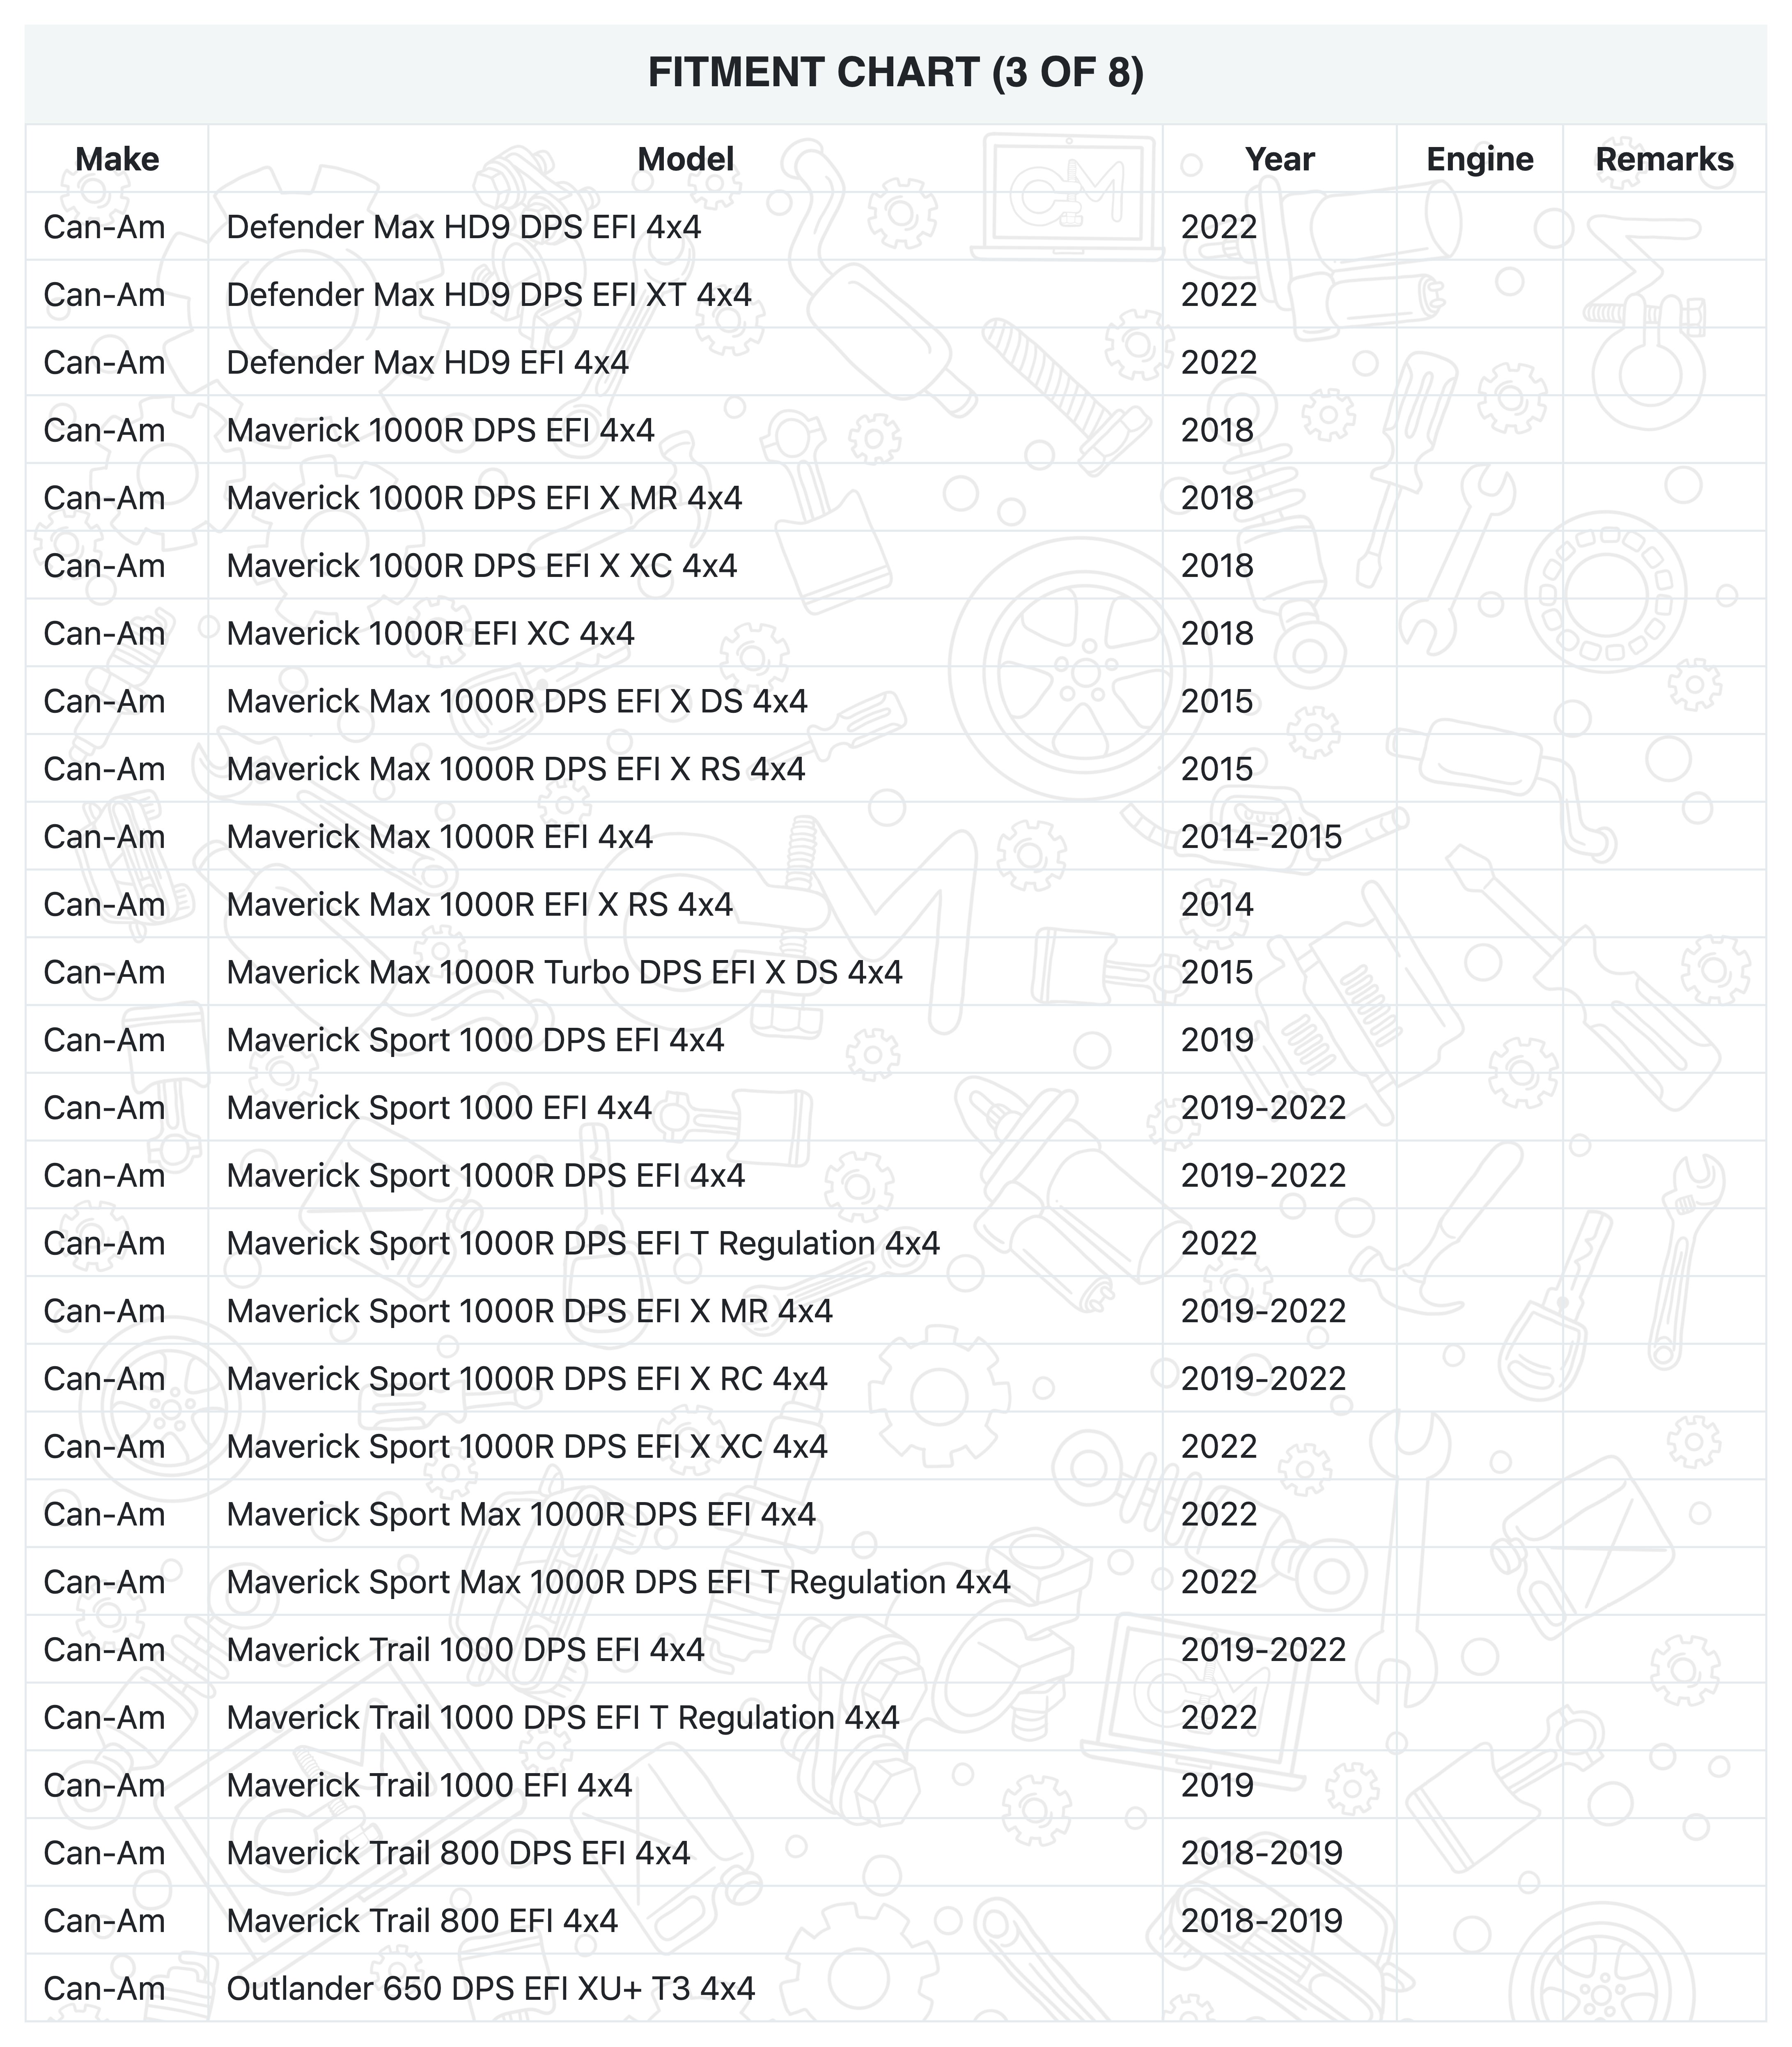 FITMENT CHART (3 OF 8)
Make Model Year Engine Remarks
Can-Am Defender Max HD9 DPS EFI 4x4 2022
Can-Am Defender Max HD9 DPS EFI XT 4x4 2022
Can-Am Defender Max HD9 EFI 4x4 2022
Can-Am Maverick 1000R DPS EFI 4x4 2018
Can-Am Maverick 1000R DPS EFI X MR 4x4 2018
Can-Am Maverick 1000R DPS EFI X XC 4x4 2018
Can-Am Maverick 1000R EFI XC 4x4 2018
Can-Am Maverick Max 1000R DPS EFI X DS 4x4 2015
Can-Am Maverick Max 1000R DPS EFI X RS 4x4 2015
Can-Am Maverick Max 1000R EFI 4x4 2014-2015
Can-Am Maverick Max 1000R EFI X RS 4x4 2014
Can-Am Maverick Max 1000R Turbo DPS EFI X DS 4x4 2015
Can-Am Maverick Sport 1000 DPS EFI 4x4 2019
Can-Am Maverick Sport 1000 EFI 4x4 2019-2022
Can-Am Maverick Sport 1000R DPS EFI 4x4 2019-2022
Can-Am Maverick Sport 1000R DPS EFI T Regulation 4x4 2022
Can-Am Maverick Sport 1000R DPS EFI X MR 4x4 2019-2022
Can-Am Maverick Sport 1000R DPS EFI X RC 4x4 2019-2022
Can-Am Maverick Sport 1000R DPS EFI X XC 4x4 2022
Can-Am Maverick Sport Max 1000R DPS EFI 4x4 2022
Can-Am Maverick Sport Max 1000R DPS EFI T Regulation 4x4 2022
Can-Am Maverick Trail 1000 DPS EFI 4x4 2019-2022
Can-Am Maverick Trail 1000 DPS EFI T Regulation 4x4 2022
Can-Am Maverick Trail 1000 EFI 4x4 2019
Can-Am Maverick Trail 800 DPS EFI 4x4 2018-2019
Can-Am Maverick Trail 800 EFI 4x4 2018-2019
Can-Am Outlander 650 DPS EFI XU+ T3 4x4